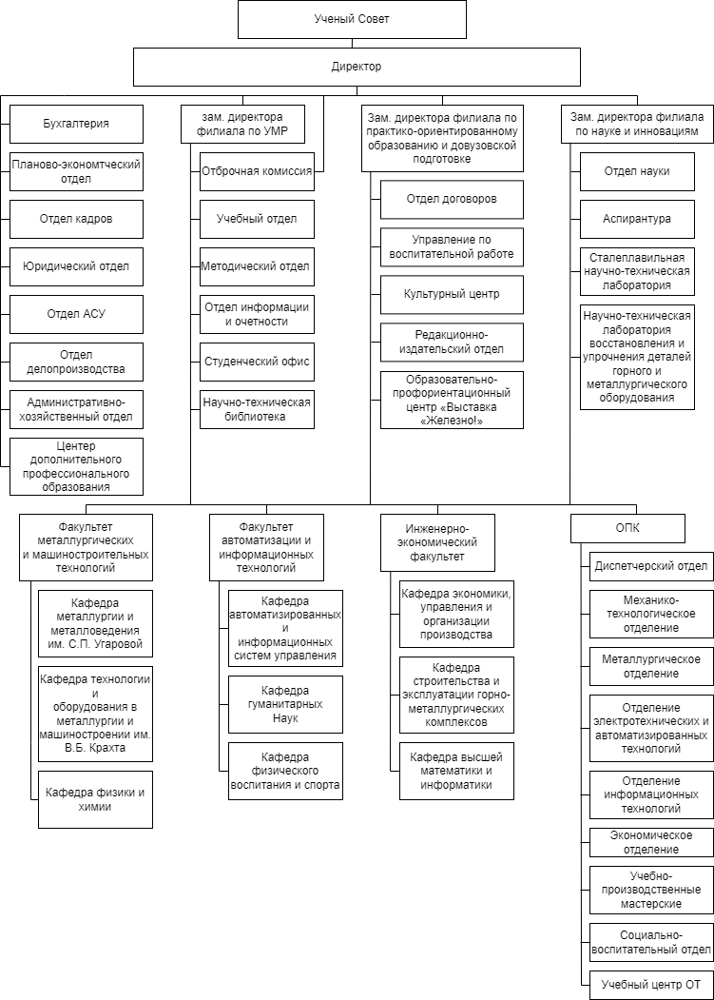 Ученый Совет
Директор
Бухгалтерия
Планово-экономтческий
отдел
Отдел кадров
Юридический отдел
Отдел АСУ
Отдел
делопроизводства
Административно-
хозяйственный отдел
Центер
дополнительного
профессионального
образования
зам. директора
филиала по УМР
Отброчная комиссия
Учебный отдел
Методический отдел
Отдел информации
и очетности
Студенческий офис
Научно-техническая
библиотека
Зам. директора филиала по
практико-ориентированному
образованию и довузовской
подготовке
Отдел договоров
Управление по
воспитательной работе
Культурный центр
Редакционно-
издательский отдел
Образовательно-
профориентационный
центр «Выставка
«Железно!»
Зам. директора филиала
по науке и инновациям
Отдел науки
Аспирантура
Сталеплавильная
научно-техническая
лаборатория
Научно-техническая
лаборатория
восстановления и
упрочнения деталей
горного и
металлургического
оборудования
Факультет
металлургических
и машиностроительных
технологий
Кафедра
металлургии и
металловедения
им. С.П. Угаровой
Кафедра технологии
и
оборудования в
металлургии и
машиностроении им.
В.Б. Крахта
Кафедра физики и
химии
Факультет
автоматизации и
информационных
технологий
Кафедра
автоматизированных
и
информационных
систем управления
Кафедра
гуманитарных
Наук
Кафедра
физического
воспитания и спорта
Инженерно-
экономический
факультет
Кафедра экономики,
управления и
организации
производства
Кафедра
строительства и
эксплуатации горно-
металлургических
комплексов
Кафедра высшей
математики и
информатики
ОПК
Диспетчерский отдел
Механико-
технологическое
отделение
Металлургическое
отделение
Отделение
электротехнических и
автоматизированных
технологий
Отделение
информационных
технологий
Экономическое
отделение
Учебно-
производственные
мастерские
Социально-
воспитательный отдел
Учебный центр ОТ